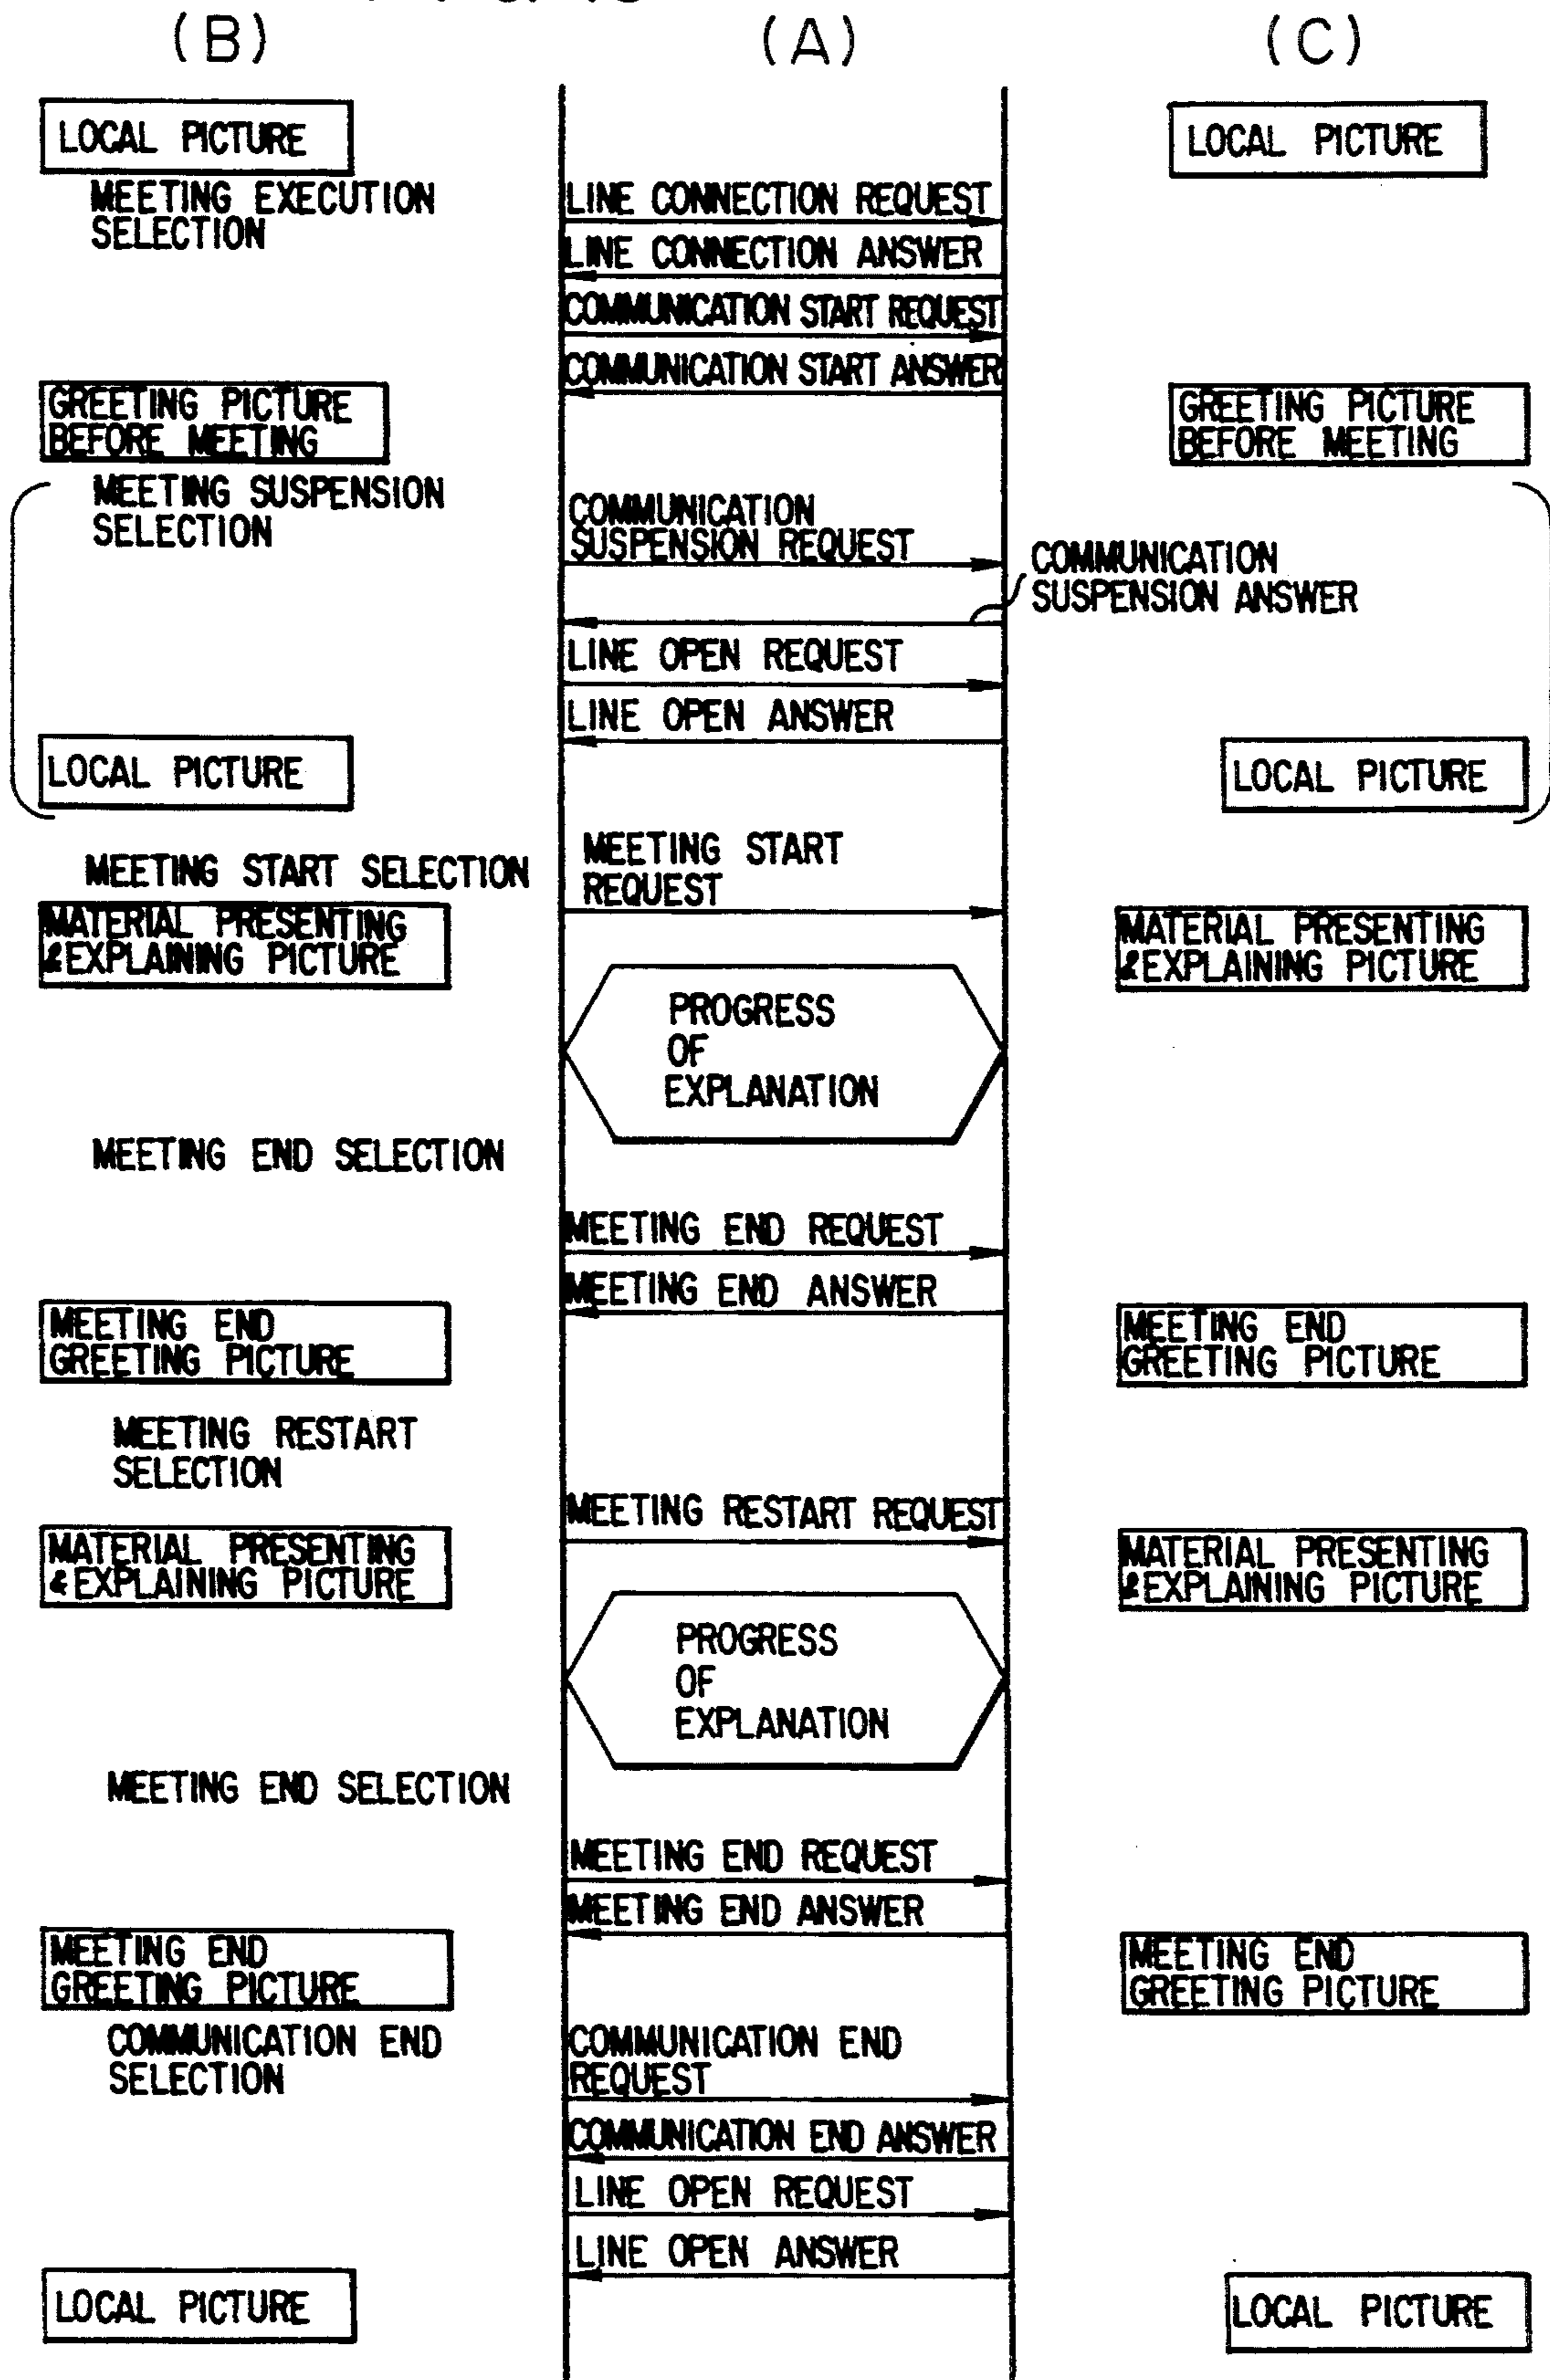 (B)
(A)
(C)
LOCAL PICTURE
LOCAL PICTURE
MEETING EXECUTION
SELECTION
LINE CONNECTION REQUEST
LINE CONNECTION ANSWER
COMMUNICATION START REQUEST
COMMUNICATION START ANSWER
GREETING PICTURE
BEFORE MEETING
GREETING PICTURE
BEFORE MEETING
MEETING SUSPENSION
SELECTION
COMMUNICATION
SUSPENSION REQUEST
COMMUNICATION
SUSPENSION ANSWER
LINE OPEN REQUEST
LINE OPEN ANSWER
LOCAL PICTURE
LOCAL PICTURE
MEETING START SELECTION
MEETING START
REQUEST
MATERIAL PRESENTING
&EXPLAINING PICTURE
MATERIAL PRESENTING
&EXPLAINING PICTURE
PROGRESS
OF
EXPLANATION
MEETING END SELECTION
MEETING END REQUEST
MEETING END ANSWER
MEETING END
GREETING PICTURE
MEETING END
GREETING PICTURE
MEETING RESTART
SELECTION
MEETING RESTART REQUEST
MATERIAL PRESENTING
&EXPLAINING PICTURE
MATERIAL PRESENTING
&EXPLAINING PICTURE
PROGRESS
OF
EXPLANATION
MEETING END SELECTION
MEETING END REQUEST
MEETING END ANSWER
MEETING END
GREETING PICTURE
MEETING END
GREETING PICTURE
COMMUNICATION END
SELECTION
COMMUNICATION END
REQUEST
COMMUNICATION END ANSWER
LINE OPEN REQUEST
LINE OPEN ANSWER
LOCAL PICTURE
LOCAL PICTURE